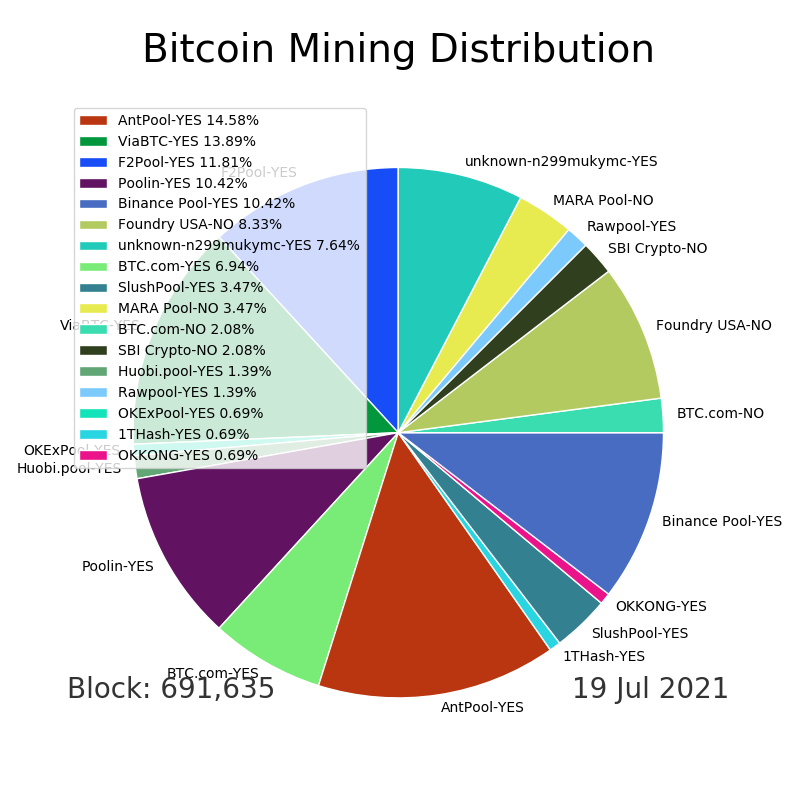 Bitcoin Mining Distribution
AntPool-YES 14.58%
ViaBTC-YES 13.89%
F2Pool-YES 11.81%
Poolin-YES 10.42%
Binance Pool-YES 10.42%
Foundry USA-NO 8.33%
unknown-n299mukymc-YES 7.64%
BTC.com-YES 6.94%
SlushPool-YES 3.47%
MARA Pool-NO 3.47%
BTC.com-NO 2.08%
SBI Crypto-NO 2.08%
Huobi.pool-YES 1.39%
Rawpool-YES 1.39%
OKExPool-YES 0.69%
1THash-YES 0.69%
OKKONG-YES 0.69%
F2Pool-YES
unknown-n299mukymc-YES
MARA Pool-NO
Rawpool-YES
SBI Crypto-NO
Foundry USA-NO
BTC.com-NO
Binance Pool-YES
OKKONG-YES
SlushPool-YES
1THash-YES
AntPool-YES
BTC.com-YES
Poolin-YES
Huobi.pool-YES
OKExPool-YES
ViaBTC-YES
Block: 691,635
19 Jul 2021